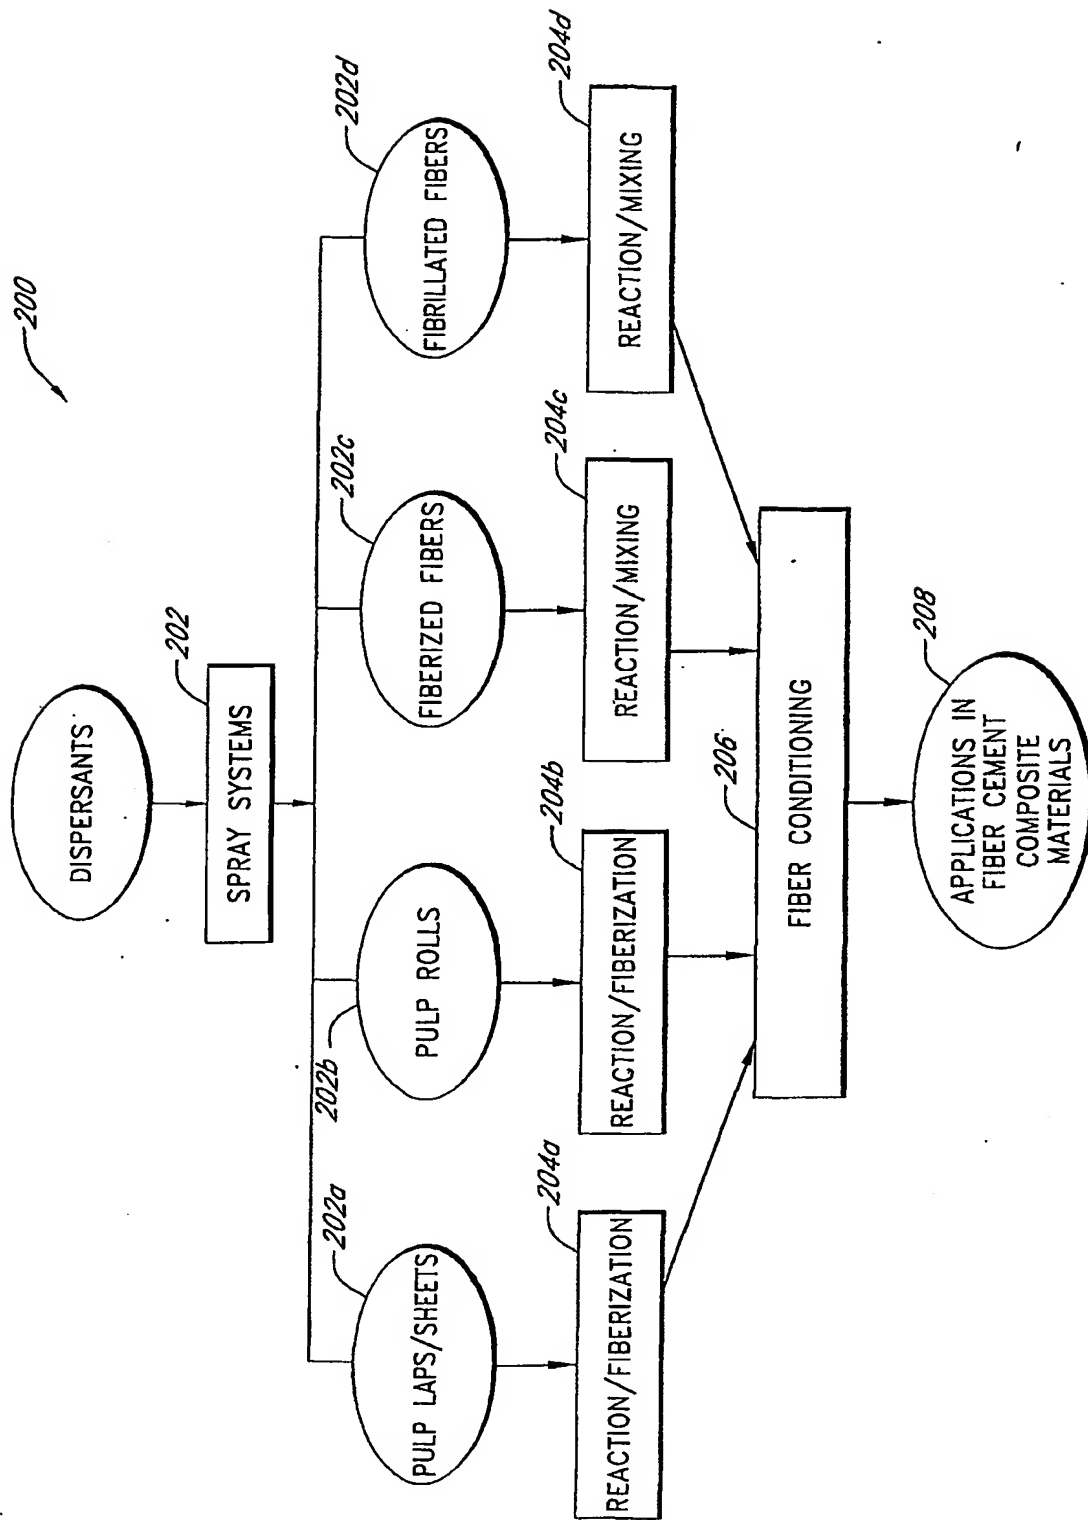 200
DISPERSANTS
202
SPRAY SYSTEMS
202a
PULP LAPS/SHEETS
202b
PULP ROLLS
202c
FIBERIZED FIBERS
202d
FIBRILLATED FIBERS
204a
REACTION/FIBERIZATION
204b
REACTION/FIBERIZATION
204c
REACTION/MIXING
204d
REACTION/MIXING
206
FIBER CONDITIONING
208
APPLICATIONS IN
FIBER CEMENT
COMPOSITE
MATERIALS